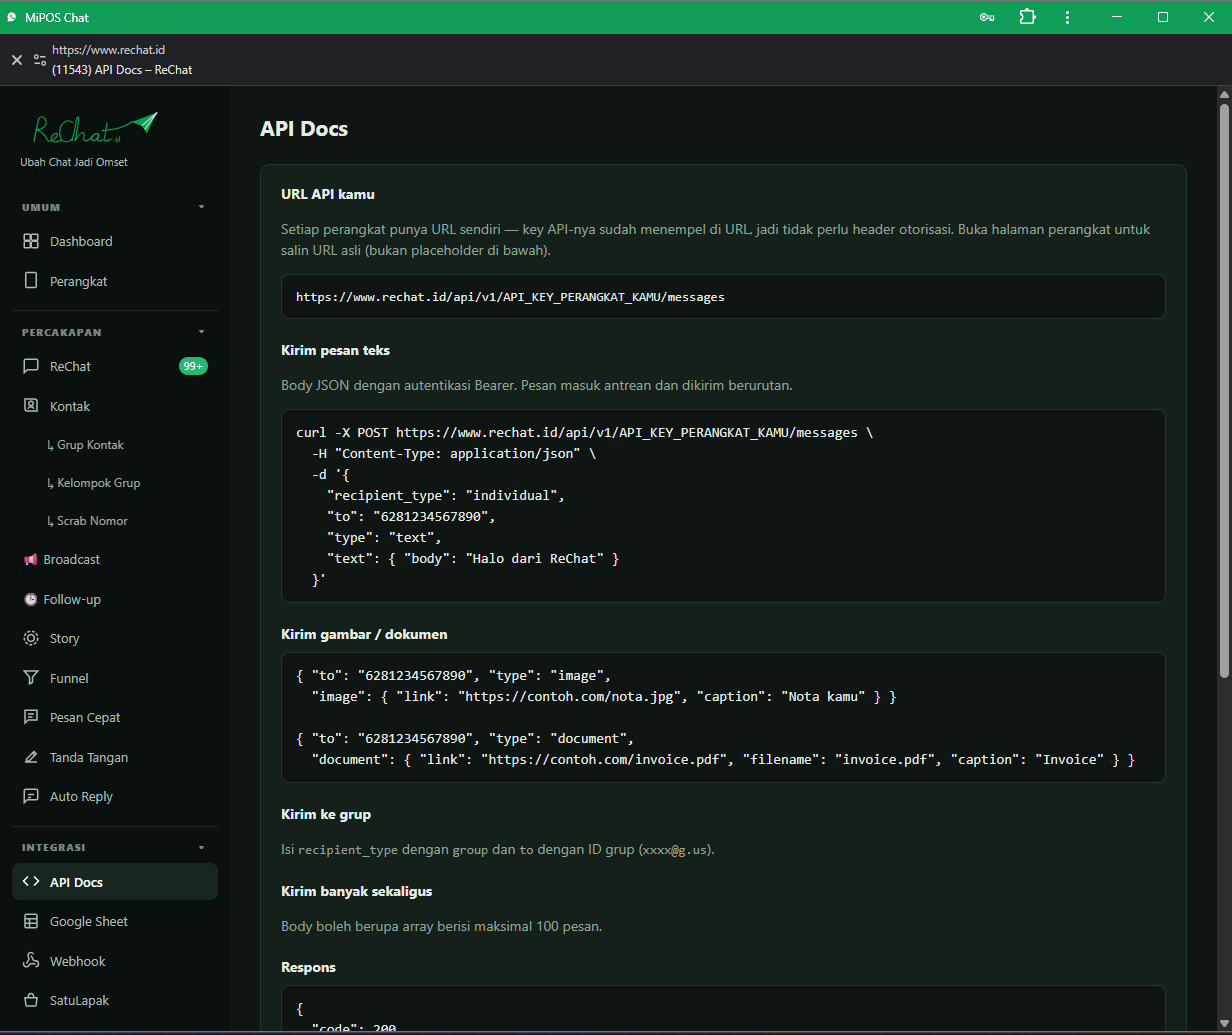 MiPOS Chat
https://www.rechat.id
(11543) API Docs – ReChat
ReChat.id
Ubah Chat Jadi Omset
UMUM
Dashboard
Perangkat
PERCAKAPAN
ReChat 99+
Kontak
↳ Grup Kontak
↳ Kelompok Grup
↳ Scrab Nomor
Broadcast
Follow-up
Story
Funnel
Pesan Cepat
Tanda Tangan
Auto Reply
INTEGRASI
API Docs
Google Sheet
Webhook
SatuLapak
API Docs
URL API kamu
Setiap perangkat punya URL sendiri — key API-nya sudah menempel di URL, jadi tidak perlu header otorisasi. Buka halaman perangkat untuk
salin URL asli (bukan placeholder di bawah).
https://www.rechat.id/api/v1/API_KEY_PERANGKAT_KAMU/messages
Kirim pesan teks
Body JSON dengan autentikasi Bearer. Pesan masuk antrean dan dikirim berurutan.
curl -X POST https://www.rechat.id/api/v1/API_KEY_PERANGKAT_KAMU/messages \
-H "Content-Type: application/json" \
-d '{
"recipient_type": "individual",
"to": "6281234567890",
"type": "text",
"text": { "body": "Halo dari ReChat" }
}'
Kirim gambar / dokumen
{ "to": "6281234567890", "type": "image",
"image": { "link": "https://contoh.com/nota.jpg", "caption": "Nota kamu" } }
{ "to": "6281234567890", "type": "document",
"document": { "link": "https://contoh.com/invoice.pdf", "filename": "invoice.pdf", "caption": "Invoice" } }
Kirim ke grup
Isi recipient_type dengan group dan to dengan ID grup (xxxx@g.us).
Kirim banyak sekaligus
Body boleh berupa array berisi maksimal 100 pesan.
Respons
{
"code": 200